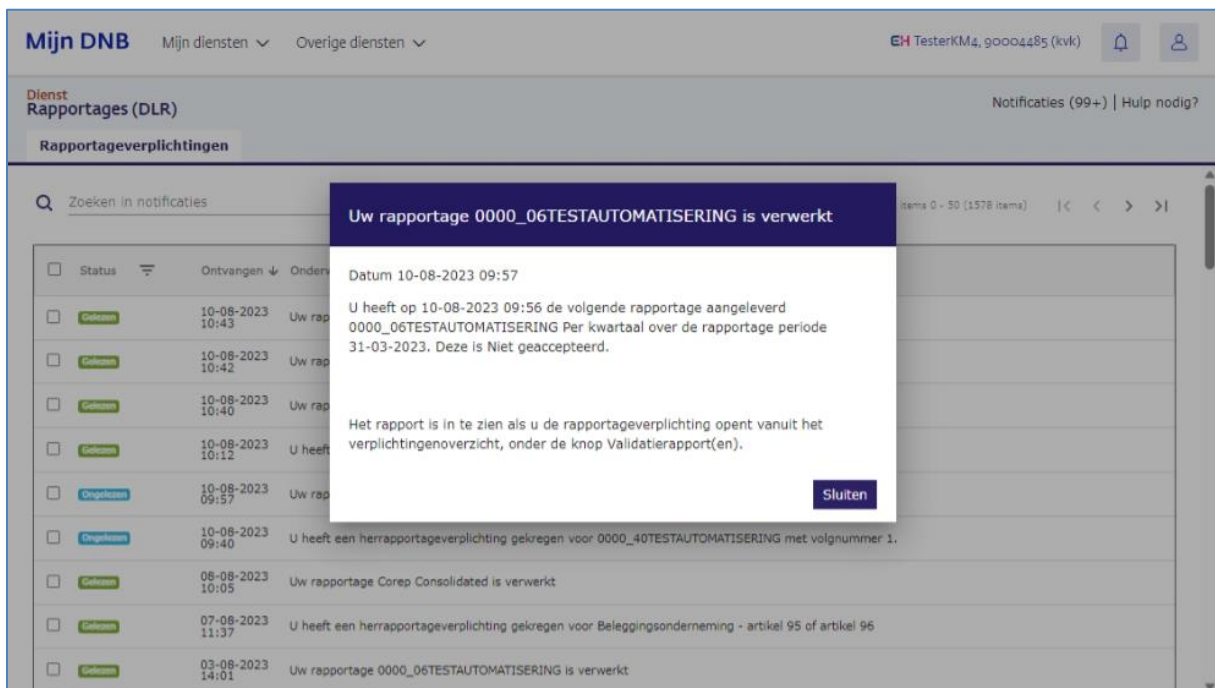 Mijn DNB Mijn diensten Overige diensten EH TesterKM4, 90004485 (kvk)
Dienst
Rapportages (DLR) Notificaties (99+) | Hulp nodig?
Rapportageverplichtingen
Zoeken in notificaties items 0 - 50 (1578 items)
Uw rapportage 0000_06TESTAUTOMATISERING is verwerkt
Datum 10-08-2023 09:57
U heeft op 10-08-2023 09:56 de volgende rapportage aangeleverd
0000_06TESTAUTOMATISERING Per kwartaal over de rapportage periode
31-03-2023. Deze is Niet geaccepteerd.
Het rapport is in te zien als u de rapportageverplichting opent vanuit het
verplichtingenoverzicht, onder de knop Validatierapport(en).
Sluiten
Status Ontvangen Onderw
Gelezen 10-08-2023 10:43 Uw rap
Gelezen 10-08-2023 10:42 Uw rap
Gelezen 10-08-2023 10:40 Uw rap
Gelezen 10-08-2023 10:12 U heeft
Ongelezen 10-08-2023 09:57 Uw rap
Ongelezen 10-08-2023 09:40 U heeft een herrapportageverplichting gekregen voor 0000_40TESTAUTOMATISERING met volgnummer 1.
Gelezen 08-08-2023 10:05 Uw rapportage Corep Consolidated is verwerkt
Gelezen 07-08-2023 11:37 U heeft een herrapportageverplichting gekregen voor Beleggingsonderneming - artikel 95 of artikel 96
Gelezen 03-08-2023 14:01 Uw rapportage 0000_06TESTAUTOMATISERING is verwerkt